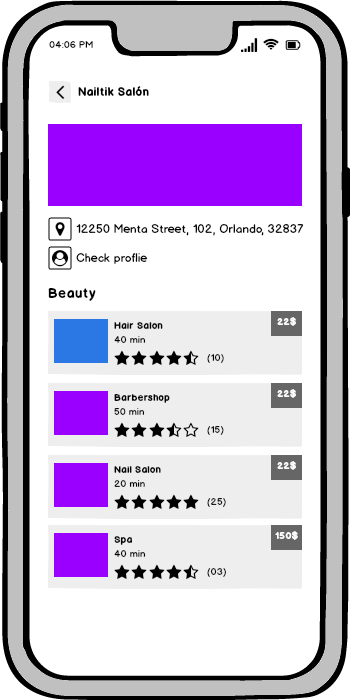 04:06 PM
Nailtik Salón
12250 Menta Street, 102, Orlando, 32837
Check proflie
Beauty
Hair Salon
22$
40 min
(10)
Barbershop
22$
50 min
(15)
Nail Salon
22$
20 min
(25)
Spa
150$
40 min
(03)